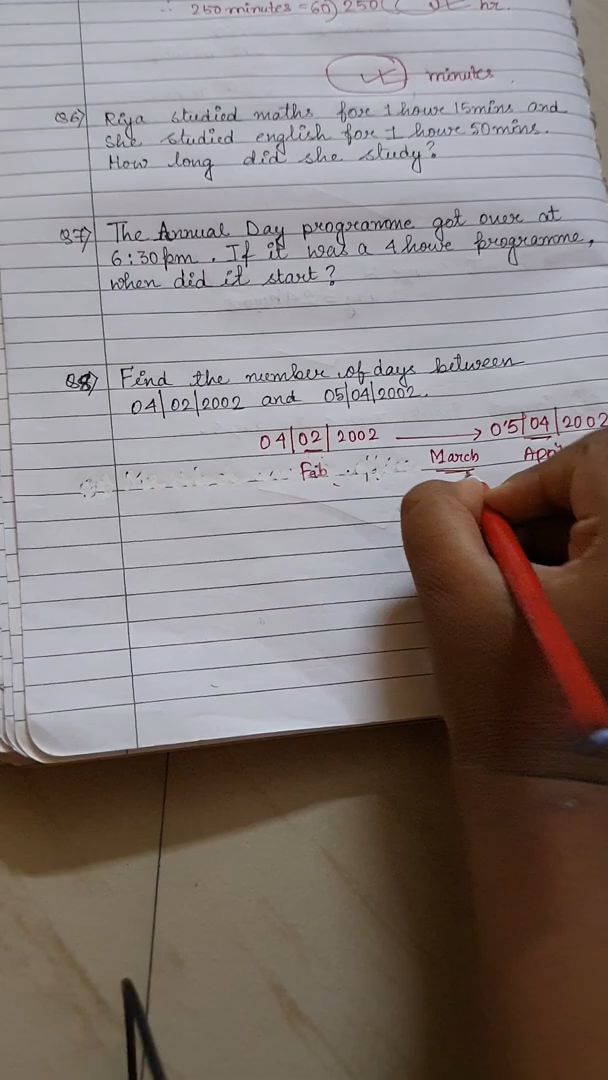 ∴ 250 minutes = 60) 250 ( hr.
minutes.
Q6) Riya studied maths for 1 hour 15mins and
she studied english for 1 hour 50mins.
How long did she study?
Q7) The Annual Day programme got over at
6:30 pm. If it was a 4 hour programme,
when did it start?
Q8) Find the number of days between
04|02|2002 and 05|04|2002.
04|02|2002 → 05|04|2002
Feb March